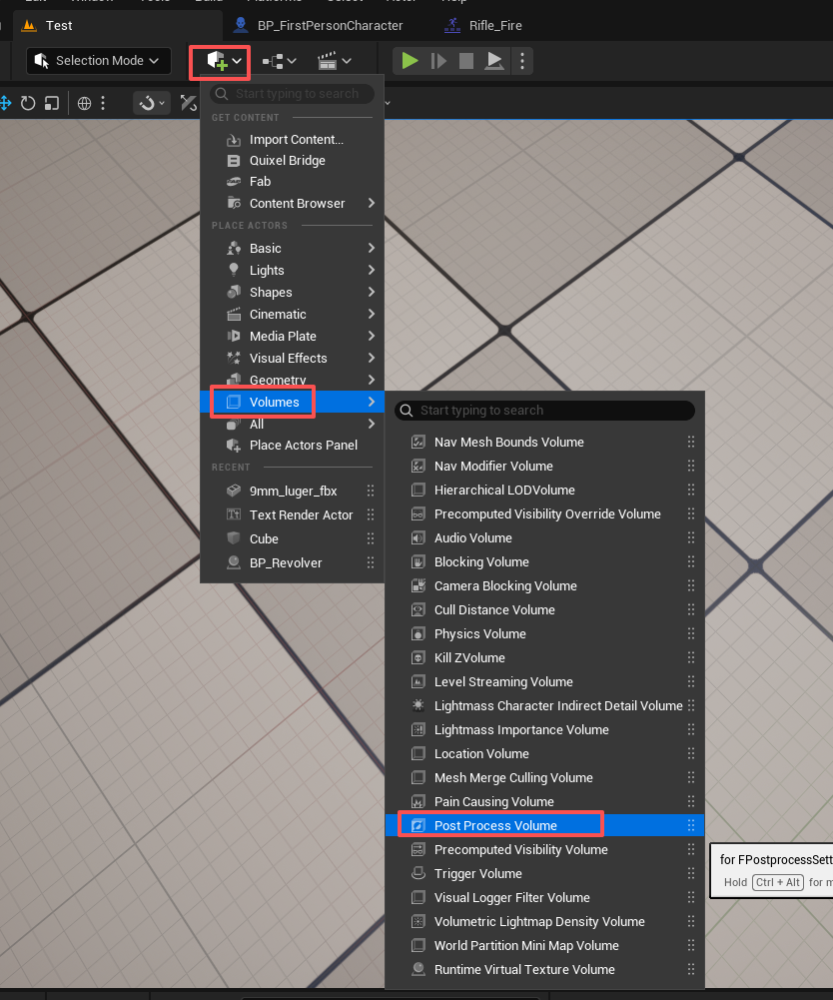 Test
BP_FirstPersonCharacter
Rifle_Fire
Selection Mode
Start typing to search
GET CONTENT
Import Content...
Quixel Bridge
Fab
Content Browser
PLACE ACTORS
Basic
Lights
Shapes
Cinematic
Media Plate
Visual Effects
Geometry
Volumes
All
Place Actors Panel
RECENT
9mm_luger_fbx
Text Render Actor
Cube
BP_Revolver
Start typing to search
Nav Mesh Bounds Volume
Nav Modifier Volume
Hierarchical LODVolume
Precomputed Visibility Override Volume
Audio Volume
Blocking Volume
Camera Blocking Volume
Cull Distance Volume
Physics Volume
Kill ZVolume
Level Streaming Volume
Lightmass Character Indirect Detail Volume
Lightmass Importance Volume
Location Volume
Mesh Merge Culling Volume
Pain Causing Volume
Post Process Volume
Precomputed Visibility Volume
Trigger Volume
Visual Logger Filter Volume
Volumetric Lightmap Density Volume
World Partition Mini Map Volume
Runtime Virtual Texture Volume
for FPostprocessSett
Hold Ctrl + Alt for m